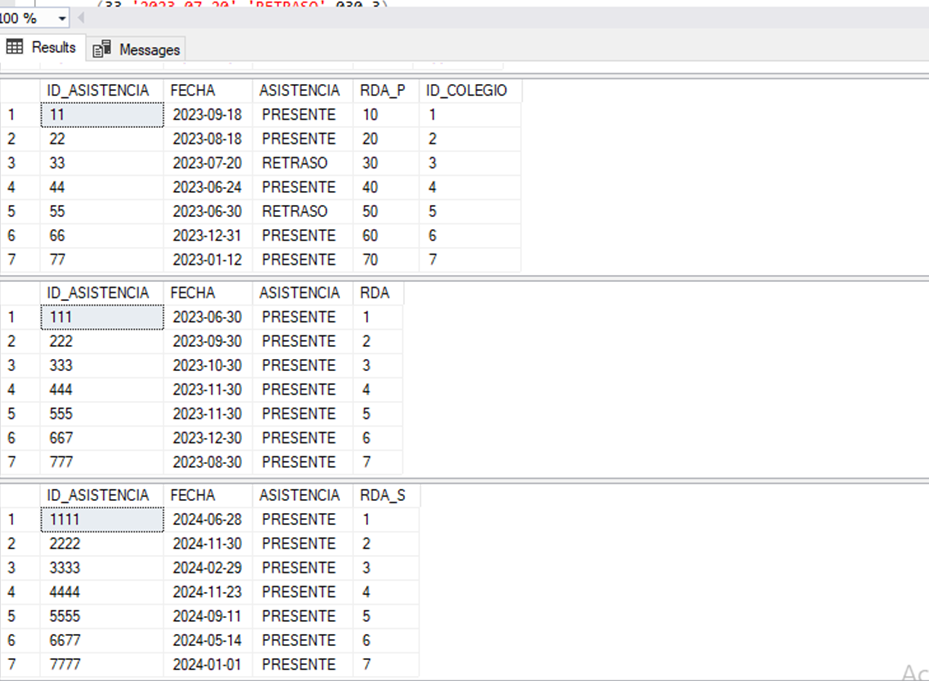 (33,'2023-07-20','RETRASO',030,3)
100 %
Results Messages
ID_ASISTENCIA FECHA ASISTENCIA RDA_P ID_COLEGIO
1 11 2023-09-18 PRESENTE 10 1
2 22 2023-08-18 PRESENTE 20 2
3 33 2023-07-20 RETRASO 30 3
4 44 2023-06-24 PRESENTE 40 4
5 55 2023-06-30 RETRASO 50 5
6 66 2023-12-31 PRESENTE 60 6
7 77 2023-01-12 PRESENTE 70 7
ID_ASISTENCIA FECHA ASISTENCIA RDA
1 111 2023-06-30 PRESENTE 1
2 222 2023-09-30 PRESENTE 2
3 333 2023-10-30 PRESENTE 3
4 444 2023-11-30 PRESENTE 4
5 555 2023-11-30 PRESENTE 5
6 667 2023-12-30 PRESENTE 6
7 777 2023-08-30 PRESENTE 7
ID_ASISTENCIA FECHA ASISTENCIA RDA_S
1 1111 2024-06-28 PRESENTE 1
2 2222 2024-11-30 PRESENTE 2
3 3333 2024-02-29 PRESENTE 3
4 4444 2024-11-23 PRESENTE 4
5 5555 2024-09-11 PRESENTE 5
6 6677 2024-05-14 PRESENTE 6
7 7777 2024-01-01 PRESENTE 7
Ac